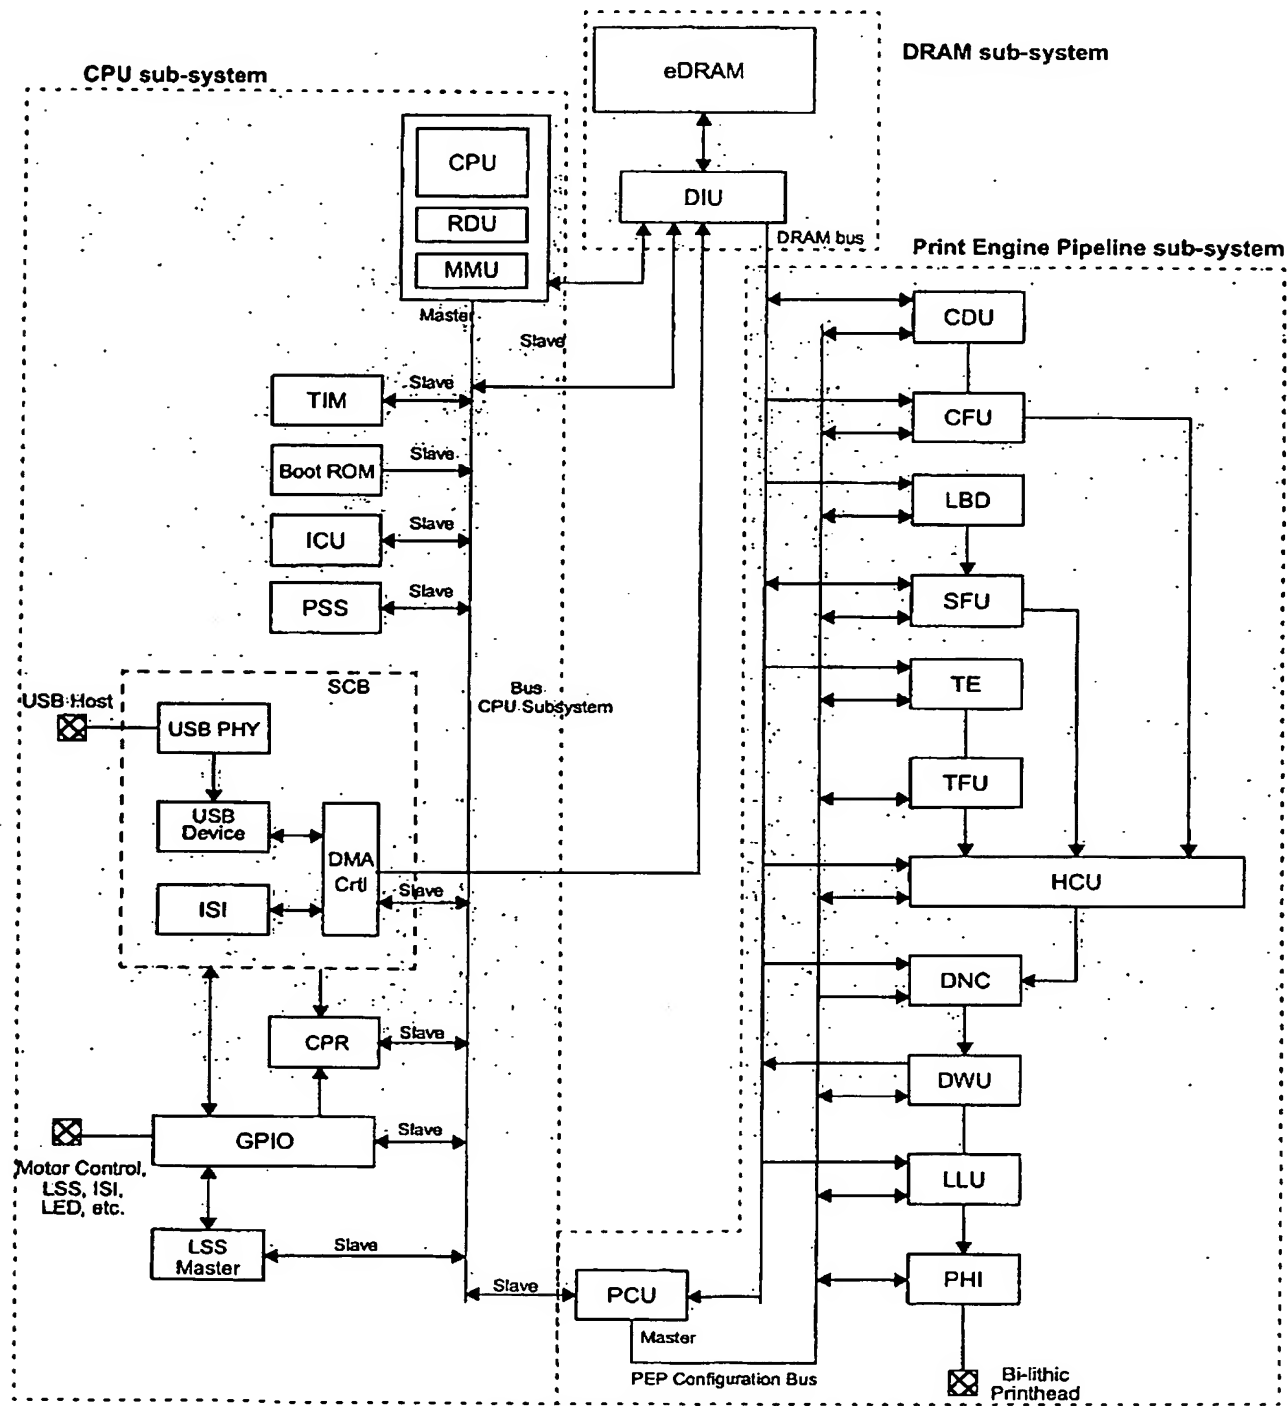 DRAM sub-system
CPU sub-system
eDRAM
CPU
RDU
MMU
DIU
DRAM bus
Print Engine Pipeline sub-system
Master
Slave
CDU
TIM
Slave
CFU
Boot ROM
Slave
LBD
ICU
Slave
PSS
Slave
SFU
SCB
USB Host
USB PHY
Bus
CPU Subsystem
TE
TFU
USB
Device
DMA
Crtl
Slave
ISI
HCU
DNC
CPR
Slave
DWU
GPIO
Slave
Motor Control,
LSS, ISI,
LED, etc.
LLU
LSS
Master
Slave
Slave
PCU
PHI
Master
PEP Configuration Bus
Bi-lithic
Printhead